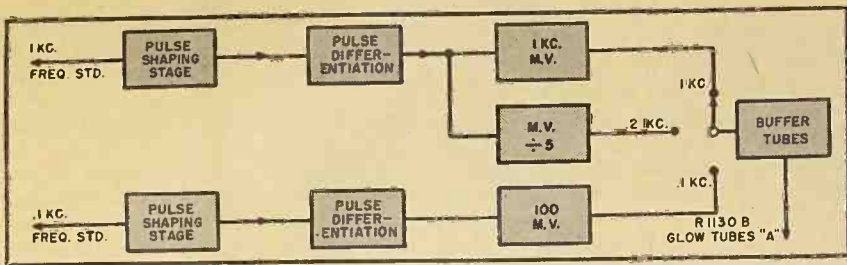 1 KC.
FREQ. STD.
PULSE
SHAPING
STAGE
PULSE
DIFFER-
ENTIATION
1 KC.
M.V.
1 KC.
M.V.
÷ 5
.2 1KC.
BUFFER
TUBES
.1 KC.
FREQ. STD.
PULSE
SHAPING
STAGE
PULSE
DIFFER-
-ENTIATION
100
M.V.
.1 KC.
R1130 B
GLOW TUBES "A"